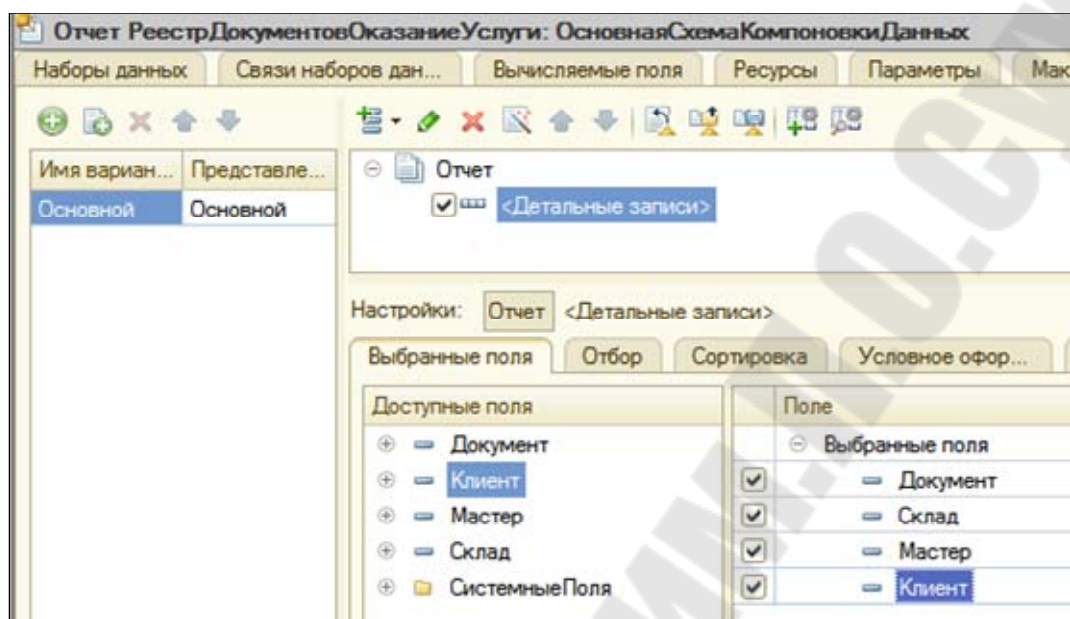 Отчет РеестрДокументовОказаниеУслуги: ОсновнаяСхемаКомпоновкиДанных
Наборы данных Связи наборов дан... Вычисляемые поля Ресурсы Параметры Мак
Имя вариан... Представле...
Основной Основной
Отчет
<Детальные записи>
Настройки: Отчет <Детальные записи>
Выбранные поля Отбор Сортировка Условное офор...
Доступные поля Поле
Документ Выбранные поля
Клиент Документ
Мастер Склад
Склад Мастер
СистемныеПоля Клиент